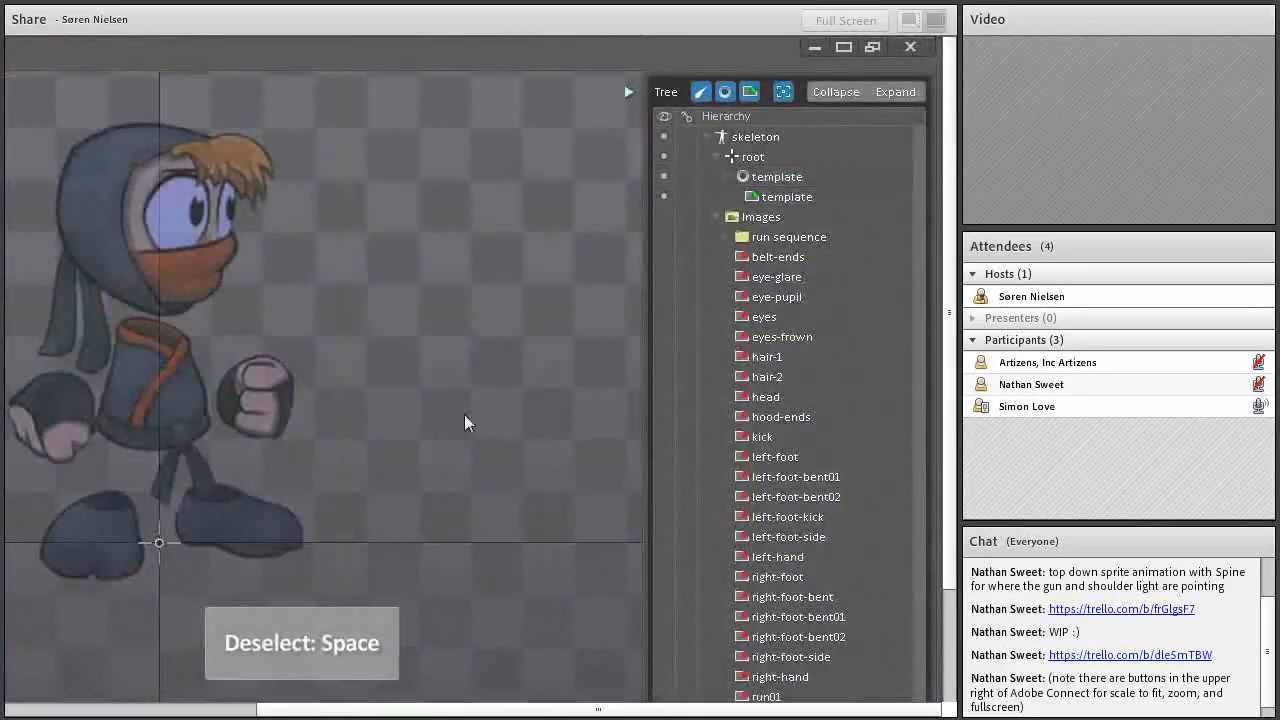 Share - Søren Nielsen
Full Screen
Video
Tree
Collapse
Expand
Hierarchy
skeleton
root
template
template
Images
run sequence
belt-ends
eye-glare
eye-pupil
eyes
eyes-frown
hair-1
hair-2
head
hood-ends
kick
left-foot
left-foot-bent01
left-foot-bent02
left-foot-kick
left-foot-side
left-hand
right-foot
right-foot-bent
right-foot-bent01
right-foot-bent02
right-foot-side
right-hand
run01
Deselect: Space
Attendees (4)
Hosts (1)
Søren Nielsen
Presenters (0)
Participants (3)
Artizens, Inc Artizens
Nathan Sweet
Simon Love
Chat (Everyone)
Nathan Sweet: top down sprite animation with Spine
for where the gun and shoulder light are pointing
Nathan Sweet: https://trello.com/b/frGlgsF7
Nathan Sweet: WIP :)
Nathan Sweet: https://trello.com/b/dle5mTBW
Nathan Sweet: (note there are buttons in the upper
right of Adobe Connect for scale to fit, zoom, and
fullscreen)